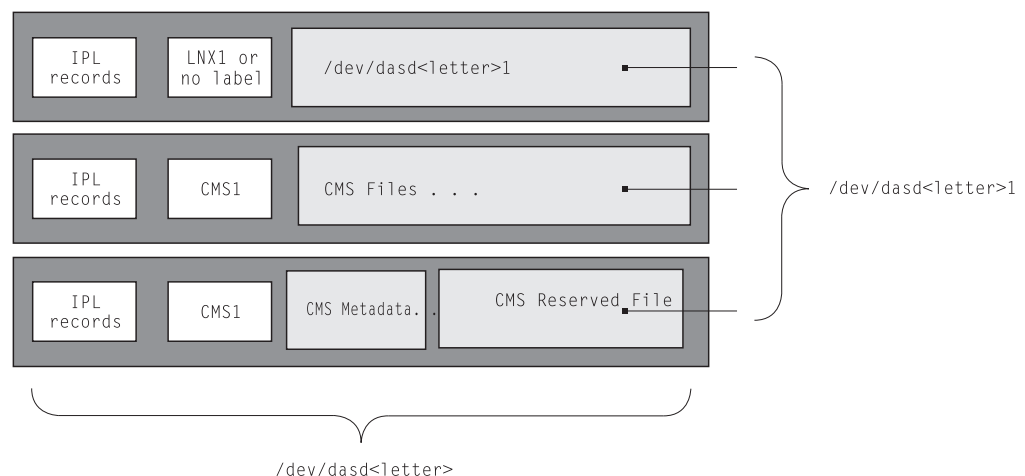 IPL
records
LNX1 or
no label
/dev/dasd<letter>1
IPL
records
CMS1
CMS Files . . .
/dev/dasd<letter>1
IPL
records
CMS1
CMS Metadata. .
CMS Reserved File
/dev/dasd<letter>